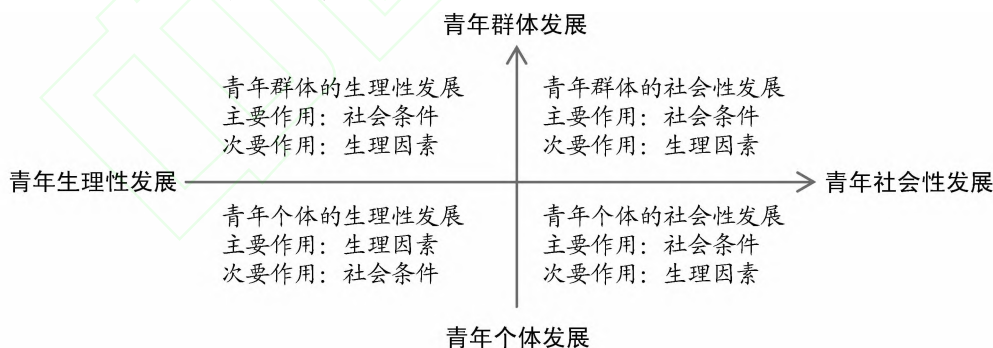 青年群体发展
青年群体的生理性发展
主要作用：社会条件
次要作用：生理因素
青年群体的社会性发展
主要作用：社会条件
次要作用：生理因素
青年生理性发展
青年社会性发展
青年个体的生理性发展
主要作用：生理因素
次要作用：社会条件
青年个体的社会性发展
主要作用：社会条件
次要作用：生理因素
青年个体发展